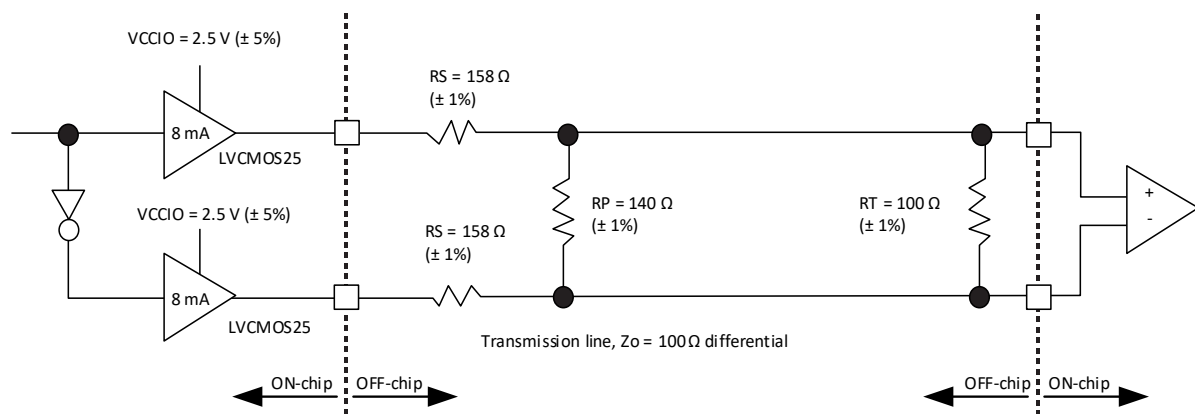 VCCIO = 2.5 V (± 5%)
8 mA
LVCMOS25
RS = 158 Ω
(± 1%)
VCCIO = 2.5 V (± 5%)
8 mA
LVCMOS25
RS = 158 Ω
(± 1%)
RP = 140 Ω
(± 1%)
RT = 100 Ω
(± 1%)
+
-
Transmission line, Zo = 100 Ω differential
ON-chip
OFF-chip
OFF-chip
ON-chip